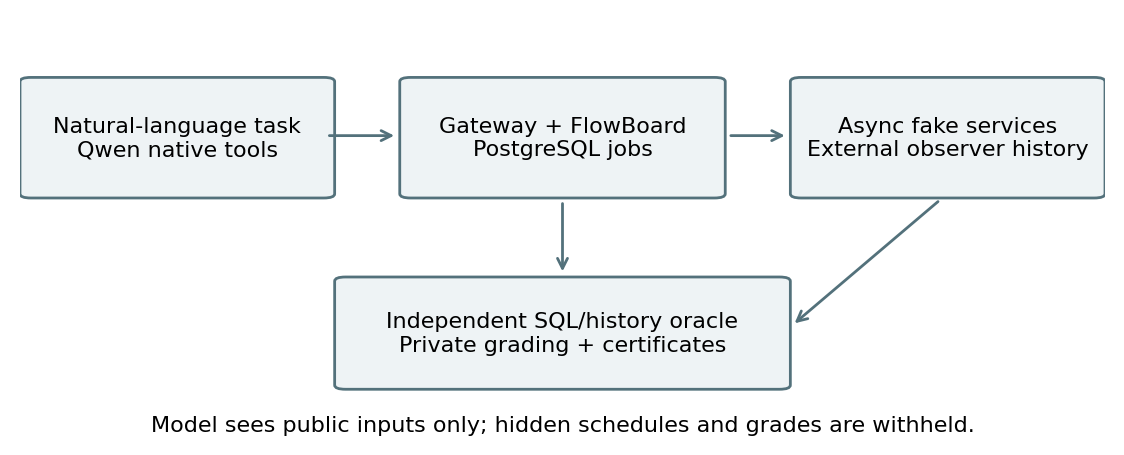 Natural-language task
Qwen native tools
Gateway + FlowBoard
PostgreSQL jobs
Async fake services
External observer history
Independent SQL/history oracle
Private grading + certificates
Model sees public inputs only; hidden schedules and grades are withheld.